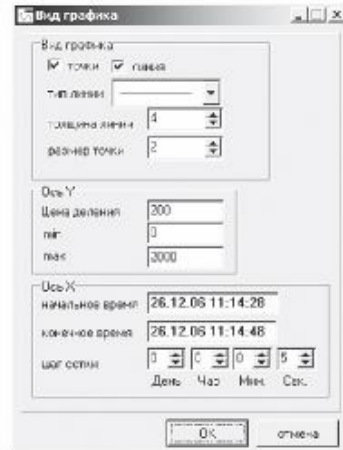 Вид графика
Вид графика
точки линия
тип линии
толщина линии 4
размер точки 2
Ось Y
Цена деления 200
min 0
max 2000
Ось X
начальное время 26.12.06 11:14:28
конечное время 26.12.06 11:14:48
шаг сетки 0 0 0 5
День Час Мин. Сек.
OK отмена